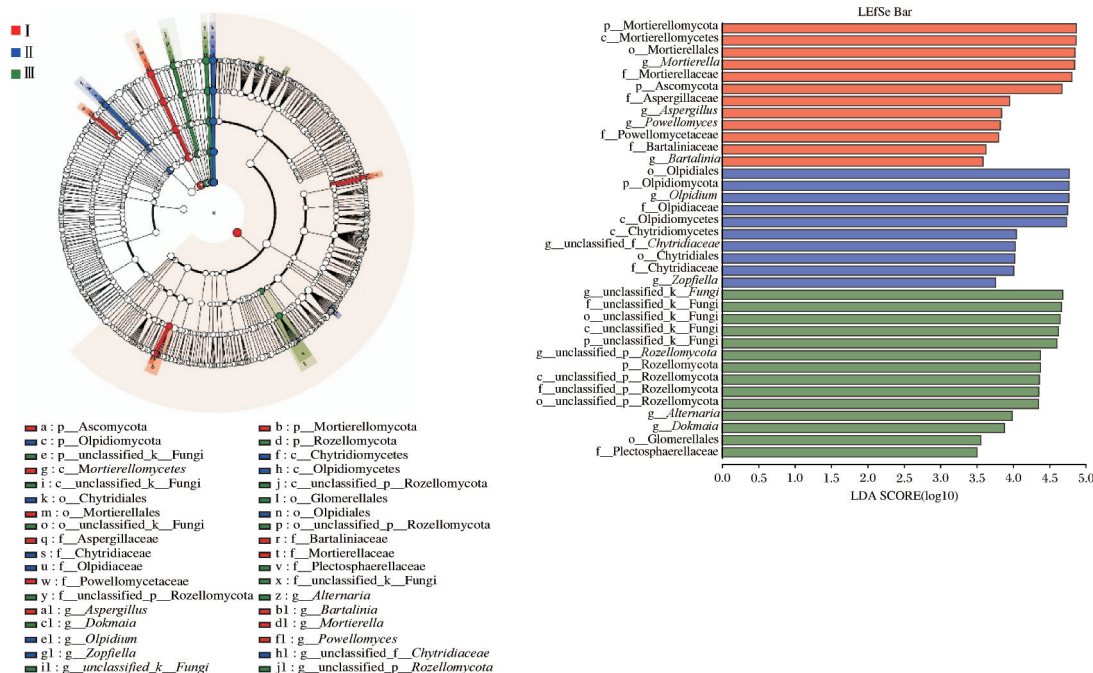 I
II
III
a : p__Ascomycota
b : p__Mortierellomycota
c : p__Olpidiomycota
d : p__Rozellomycota
e : p__unclassified_k__Fungi
f : c__Chytridiomycetes
g : c__Mortierellomycetes
h : c__Olpidiomycetes
i : c__unclassified_k__Fungi
j : c__unclassified_p__Rozellomycota
k : o__Chytridiales
l : o__Glomerellales
m : o__Mortierellales
n : o__Olpidiales
o : o__unclassified_k__Fungi
p : o__unclassified_p__Rozellomycota
q : f__Aspergillaceae
r : f__Bartaliniaceae
s : f__Chytridiaceae
t : f__Mortierellaceae
u : f__Olpidiaceae
v : f__Plectosphaerellaceae
w : f__Powellomycetaceae
x : f__unclassified_k__Fungi
y : f__unclassified_p__Rozellomycota
z : g__Alternaria
a1 : g__Aspergillus
b1 : g__Bartalinia
c1 : g__Dokmaia
d1 : g__Mortierella
e1 : g__Olpidium
f1 : g__Powellomyces
g1 : g__Zopfiella
h1 : g__unclassified_f__Chytridiaceae
i1 : g__unclassified_k__Fungi
j1 : g__unclassified_p__Rozellomycota
LEfSe Bar
p__Mortierellomycota
c__Mortierellomycetes
o__Mortierellales
g__Mortierella
f__Mortierellaceae
p__Ascomycota
f__Aspergillaceae
g__Aspergillus
g__Powellomyces
f__Powellomycetaceae
f__Bartaliniaceae
g__Bartalinia
o__Olpidiales
p__Olpidiomycota
g__Olpidium
f__Olpidiaceae
c__Olpidiomycetes
c__Chytridiomycetes
g__unclassified_f__Chytridiaceae
o__Chytridiales
f__Chytridiaceae
g__Zopfiella
g__unclassified_k__Fungi
f__unclassified_k__Fungi
o__unclassified_k__Fungi
c__unclassified_k__Fungi
p__unclassified_k__Fungi
g__unclassified_p__Rozellomycota
p__Rozellomycota
c__unclassified_p__Rozellomycota
f__unclassified_p__Rozellomycota
o__unclassified_p__Rozellomycota
g__Alternaria
g__Dokmaia
o__Glomerellales
f__Plectosphaerellaceae
0.0 0.5 1.0 1.5 2.0 2.5 3.0 3.5 4.0 4.5 5.0
LDA SCORE(log10)